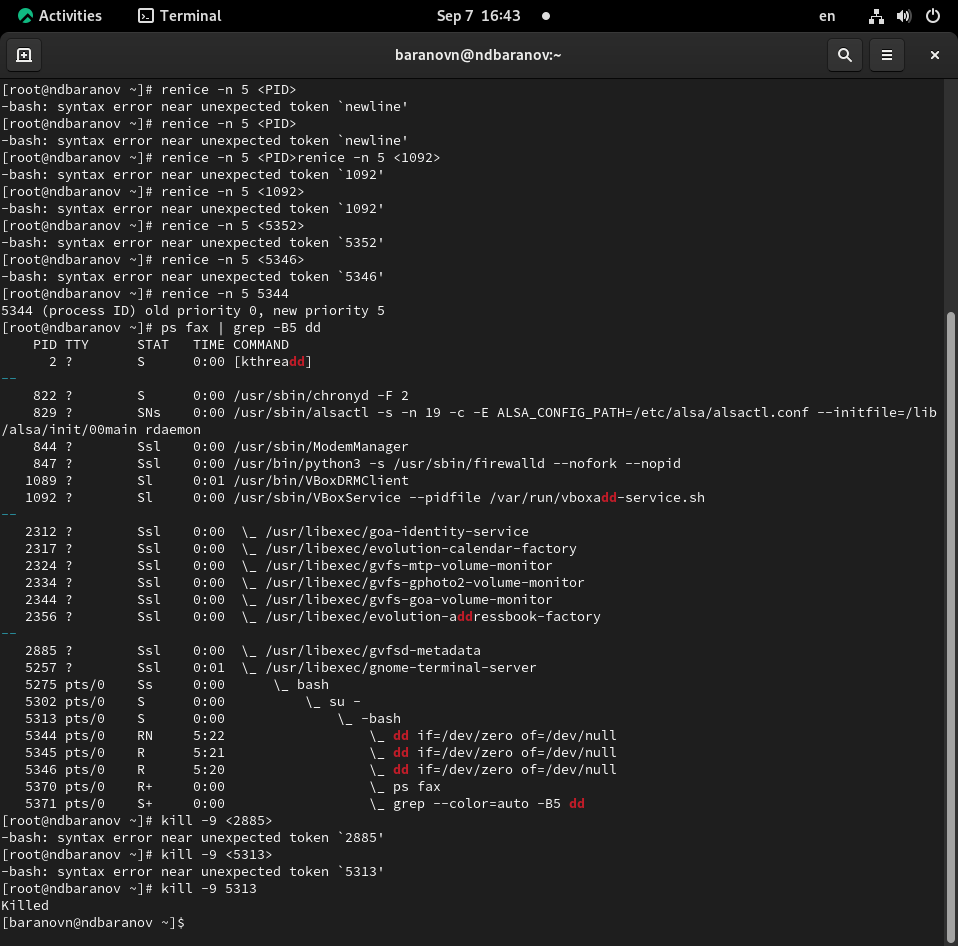 Activities Terminal Sep 7 16:43 en
baranovn@ndbaranov:~
[root@ndbaranov ~]# renice -n 5 <PID>
-bash: syntax error near unexpected token `newline'
[root@ndbaranov ~]# renice -n 5 <PID>
-bash: syntax error near unexpected token `newline'
[root@ndbaranov ~]# renice -n 5 <PID>renice -n 5 <1092>
-bash: syntax error near unexpected token `1092'
[root@ndbaranov ~]# renice -n 5 <1092>
-bash: syntax error near unexpected token `1092'
[root@ndbaranov ~]# renice -n 5 <5352>
-bash: syntax error near unexpected token `5352'
[root@ndbaranov ~]# renice -n 5 <5346>
-bash: syntax error near unexpected token `5346'
[root@ndbaranov ~]# renice -n 5 5344
5344 (process ID) old priority 0, new priority 5
[root@ndbaranov ~]# ps fax | grep -B5 dd
    PID TTY      STAT   TIME COMMAND
      2 ?        S      0:00 [kthreadd]
--
    822 ?        S      0:00 /usr/sbin/chronyd -F 2
    829 ?        SNs    0:00 /usr/sbin/alsactl -s -n 19 -c -E ALSA_CONFIG_PATH=/etc/alsa/alsactl.conf --initfile=/lib
/alsa/init/00main rdaemon
    844 ?        Ssl    0:00 /usr/sbin/ModemManager
    847 ?        Ssl    0:00 /usr/bin/python3 -s /usr/sbin/firewalld --nofork --nopid
   1089 ?        Sl     0:01 /usr/bin/VBoxDRMClient
   1092 ?        Sl     0:00 /usr/sbin/VBoxService --pidfile /var/run/vboxadd-service.sh
--
   2312 ?        Ssl    0:00  \_ /usr/libexec/goa-identity-service
   2317 ?        Ssl    0:00  \_ /usr/libexec/evolution-calendar-factory
   2324 ?        Ssl    0:00  \_ /usr/libexec/gvfs-mtp-volume-monitor
   2334 ?        Ssl    0:00  \_ /usr/libexec/gvfs-gphoto2-volume-monitor
   2344 ?        Ssl    0:00  \_ /usr/libexec/gvfs-goa-volume-monitor
   2356 ?        Ssl    0:00  \_ /usr/libexec/evolution-addressbook-factory
--
   2885 ?        Ssl    0:00  \_ /usr/libexec/gvfsd-metadata
   5257 ?        Ssl    0:01  \_ /usr/libexec/gnome-terminal-server
   5275 pts/0    Ss     0:00      \_ bash
   5302 pts/0    S      0:00          \_ su -
   5313 pts/0    S      0:00              \_ -bash
   5344 pts/0    RN     5:22                  \_ dd if=/dev/zero of=/dev/null
   5345 pts/0    R      5:21                  \_ dd if=/dev/zero of=/dev/null
   5346 pts/0    R      5:20                  \_ dd if=/dev/zero of=/dev/null
   5370 pts/0    R+     0:00                  \_ ps fax
   5371 pts/0    S+     0:00                  \_ grep --color=auto -B5 dd
[root@ndbaranov ~]# kill -9 <2885>
-bash: syntax error near unexpected token `2885'
[root@ndbaranov ~]# kill -9 <5313>
-bash: syntax error near unexpected token `5313'
[root@ndbaranov ~]# kill -9 5313
Killed
[baranovn@ndbaranov ~]$